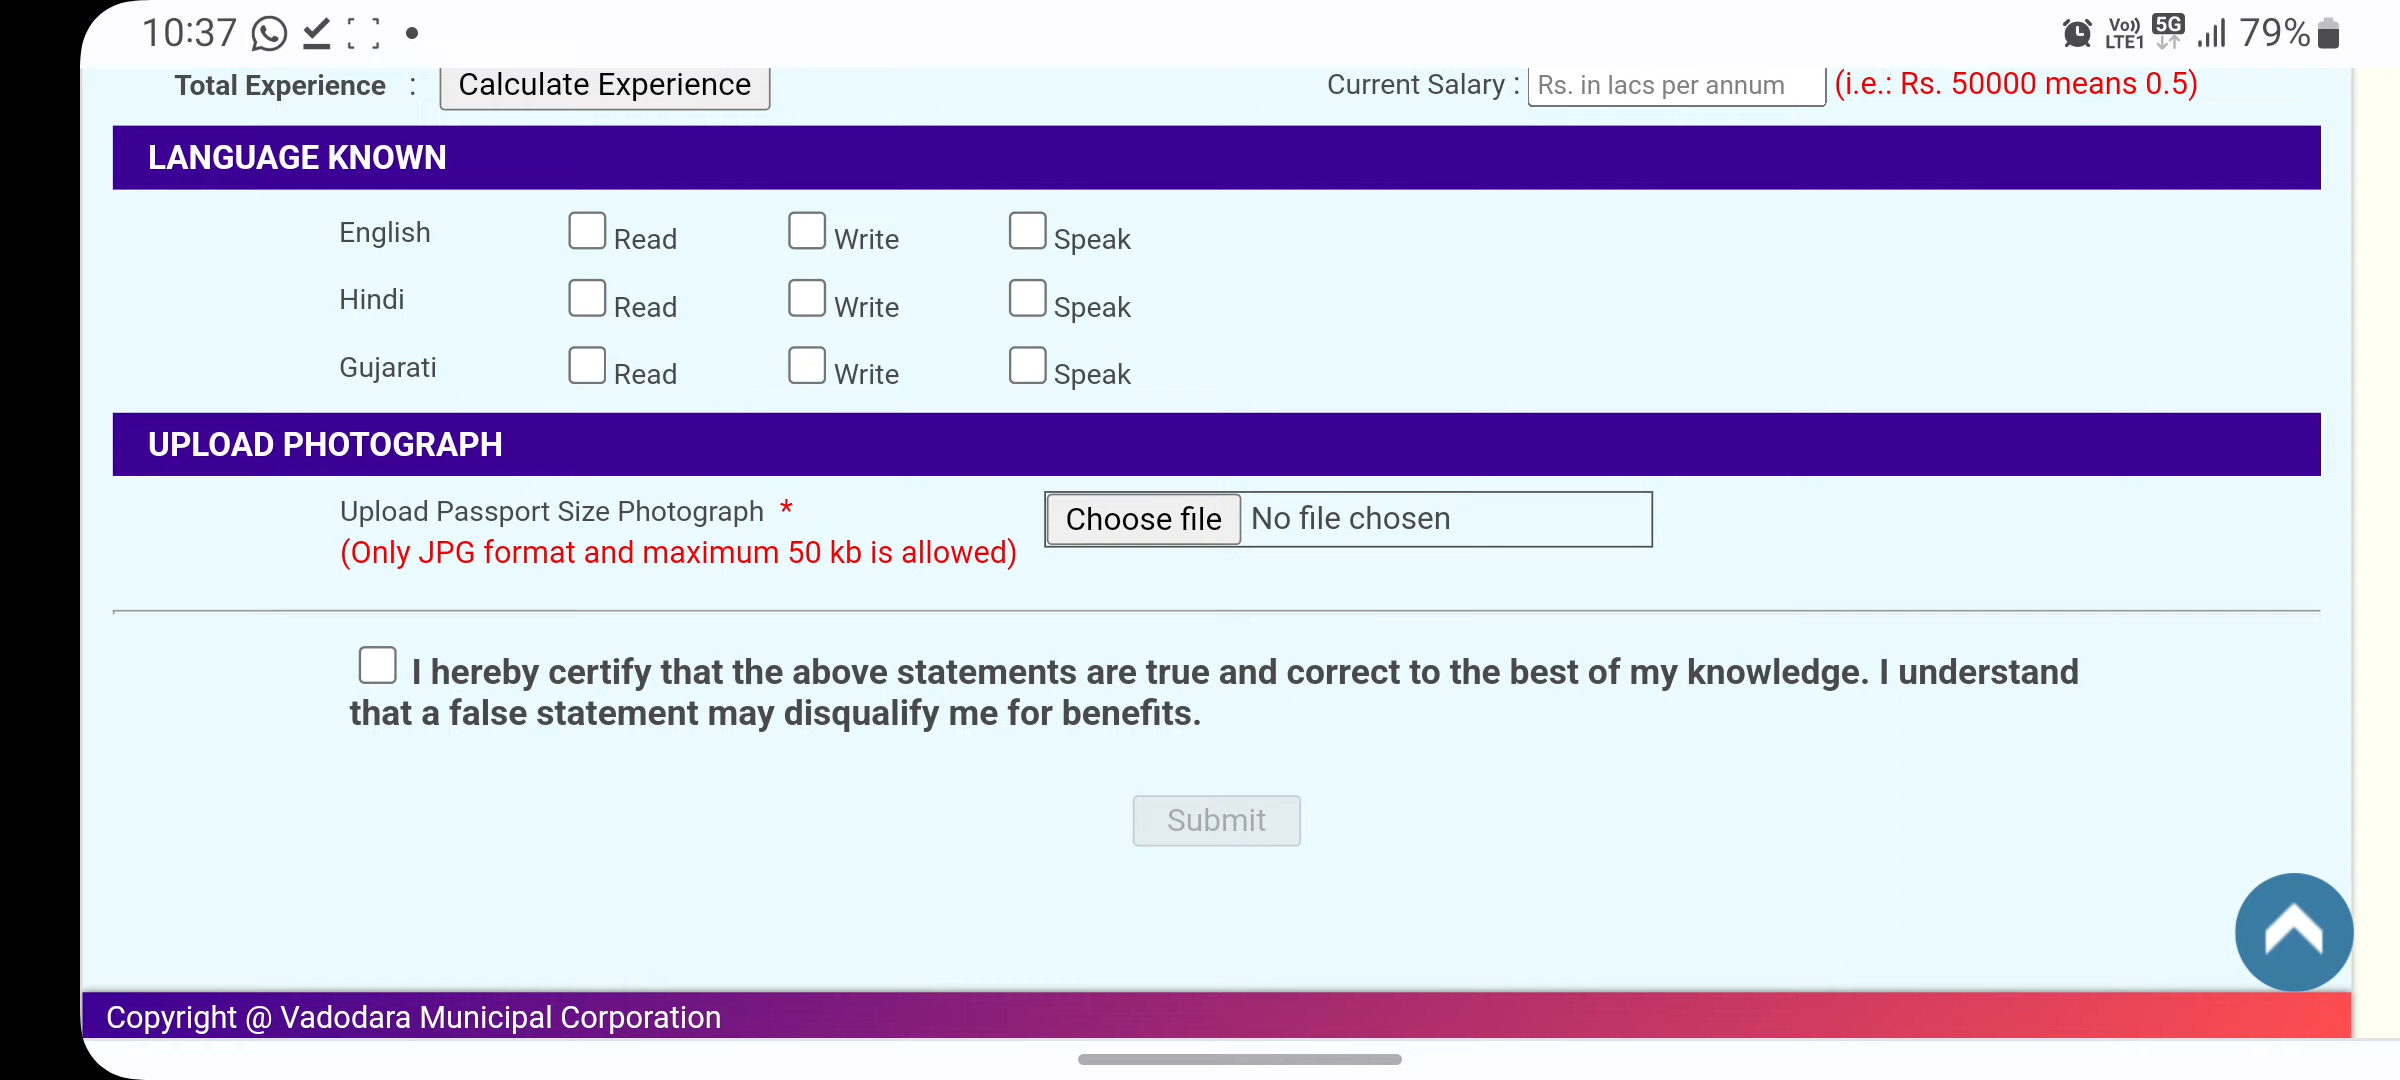 10:37 Vo)) LTE1 5G 79%
Total Experience : Calculate Experience Current Salary : Rs. in lacs per annum (i.e.: Rs. 50000 means 0.5)
LANGUAGE KNOWN
English Read Write Speak
Hindi Read Write Speak
Gujarati Read Write Speak
UPLOAD PHOTOGRAPH
Upload Passport Size Photograph * Choose file No file chosen
(Only JPG format and maximum 50 kb is allowed)
I hereby certify that the above statements are true and correct to the best of my knowledge. I understand
that a false statement may disqualify me for benefits.
Submit
Copyright @ Vadodara Municipal Corporation